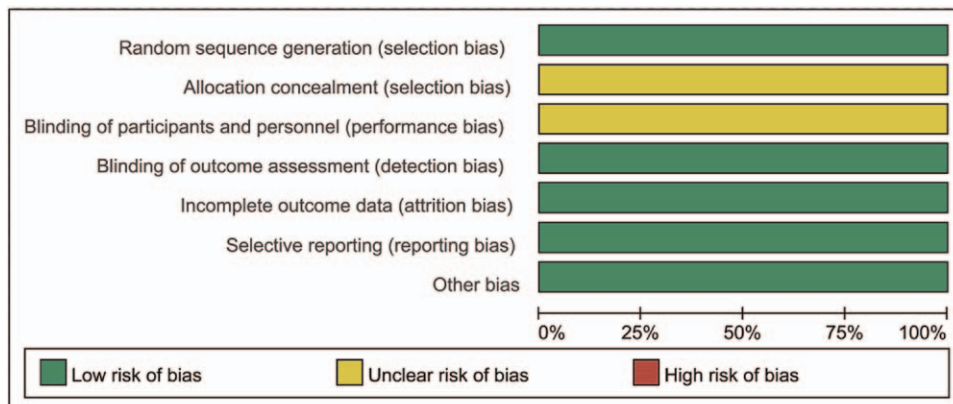 Random sequence generation (selection bias)
Allocation concealment (selection bias)
Blinding of participants and personnel (performance bias)
Blinding of outcome assessment (detection bias)
Incomplete outcome data (attrition bias)
Selective reporting (reporting bias)
Other bias
0% 25% 50% 75% 100%
Low risk of bias Unclear risk of bias High risk of bias